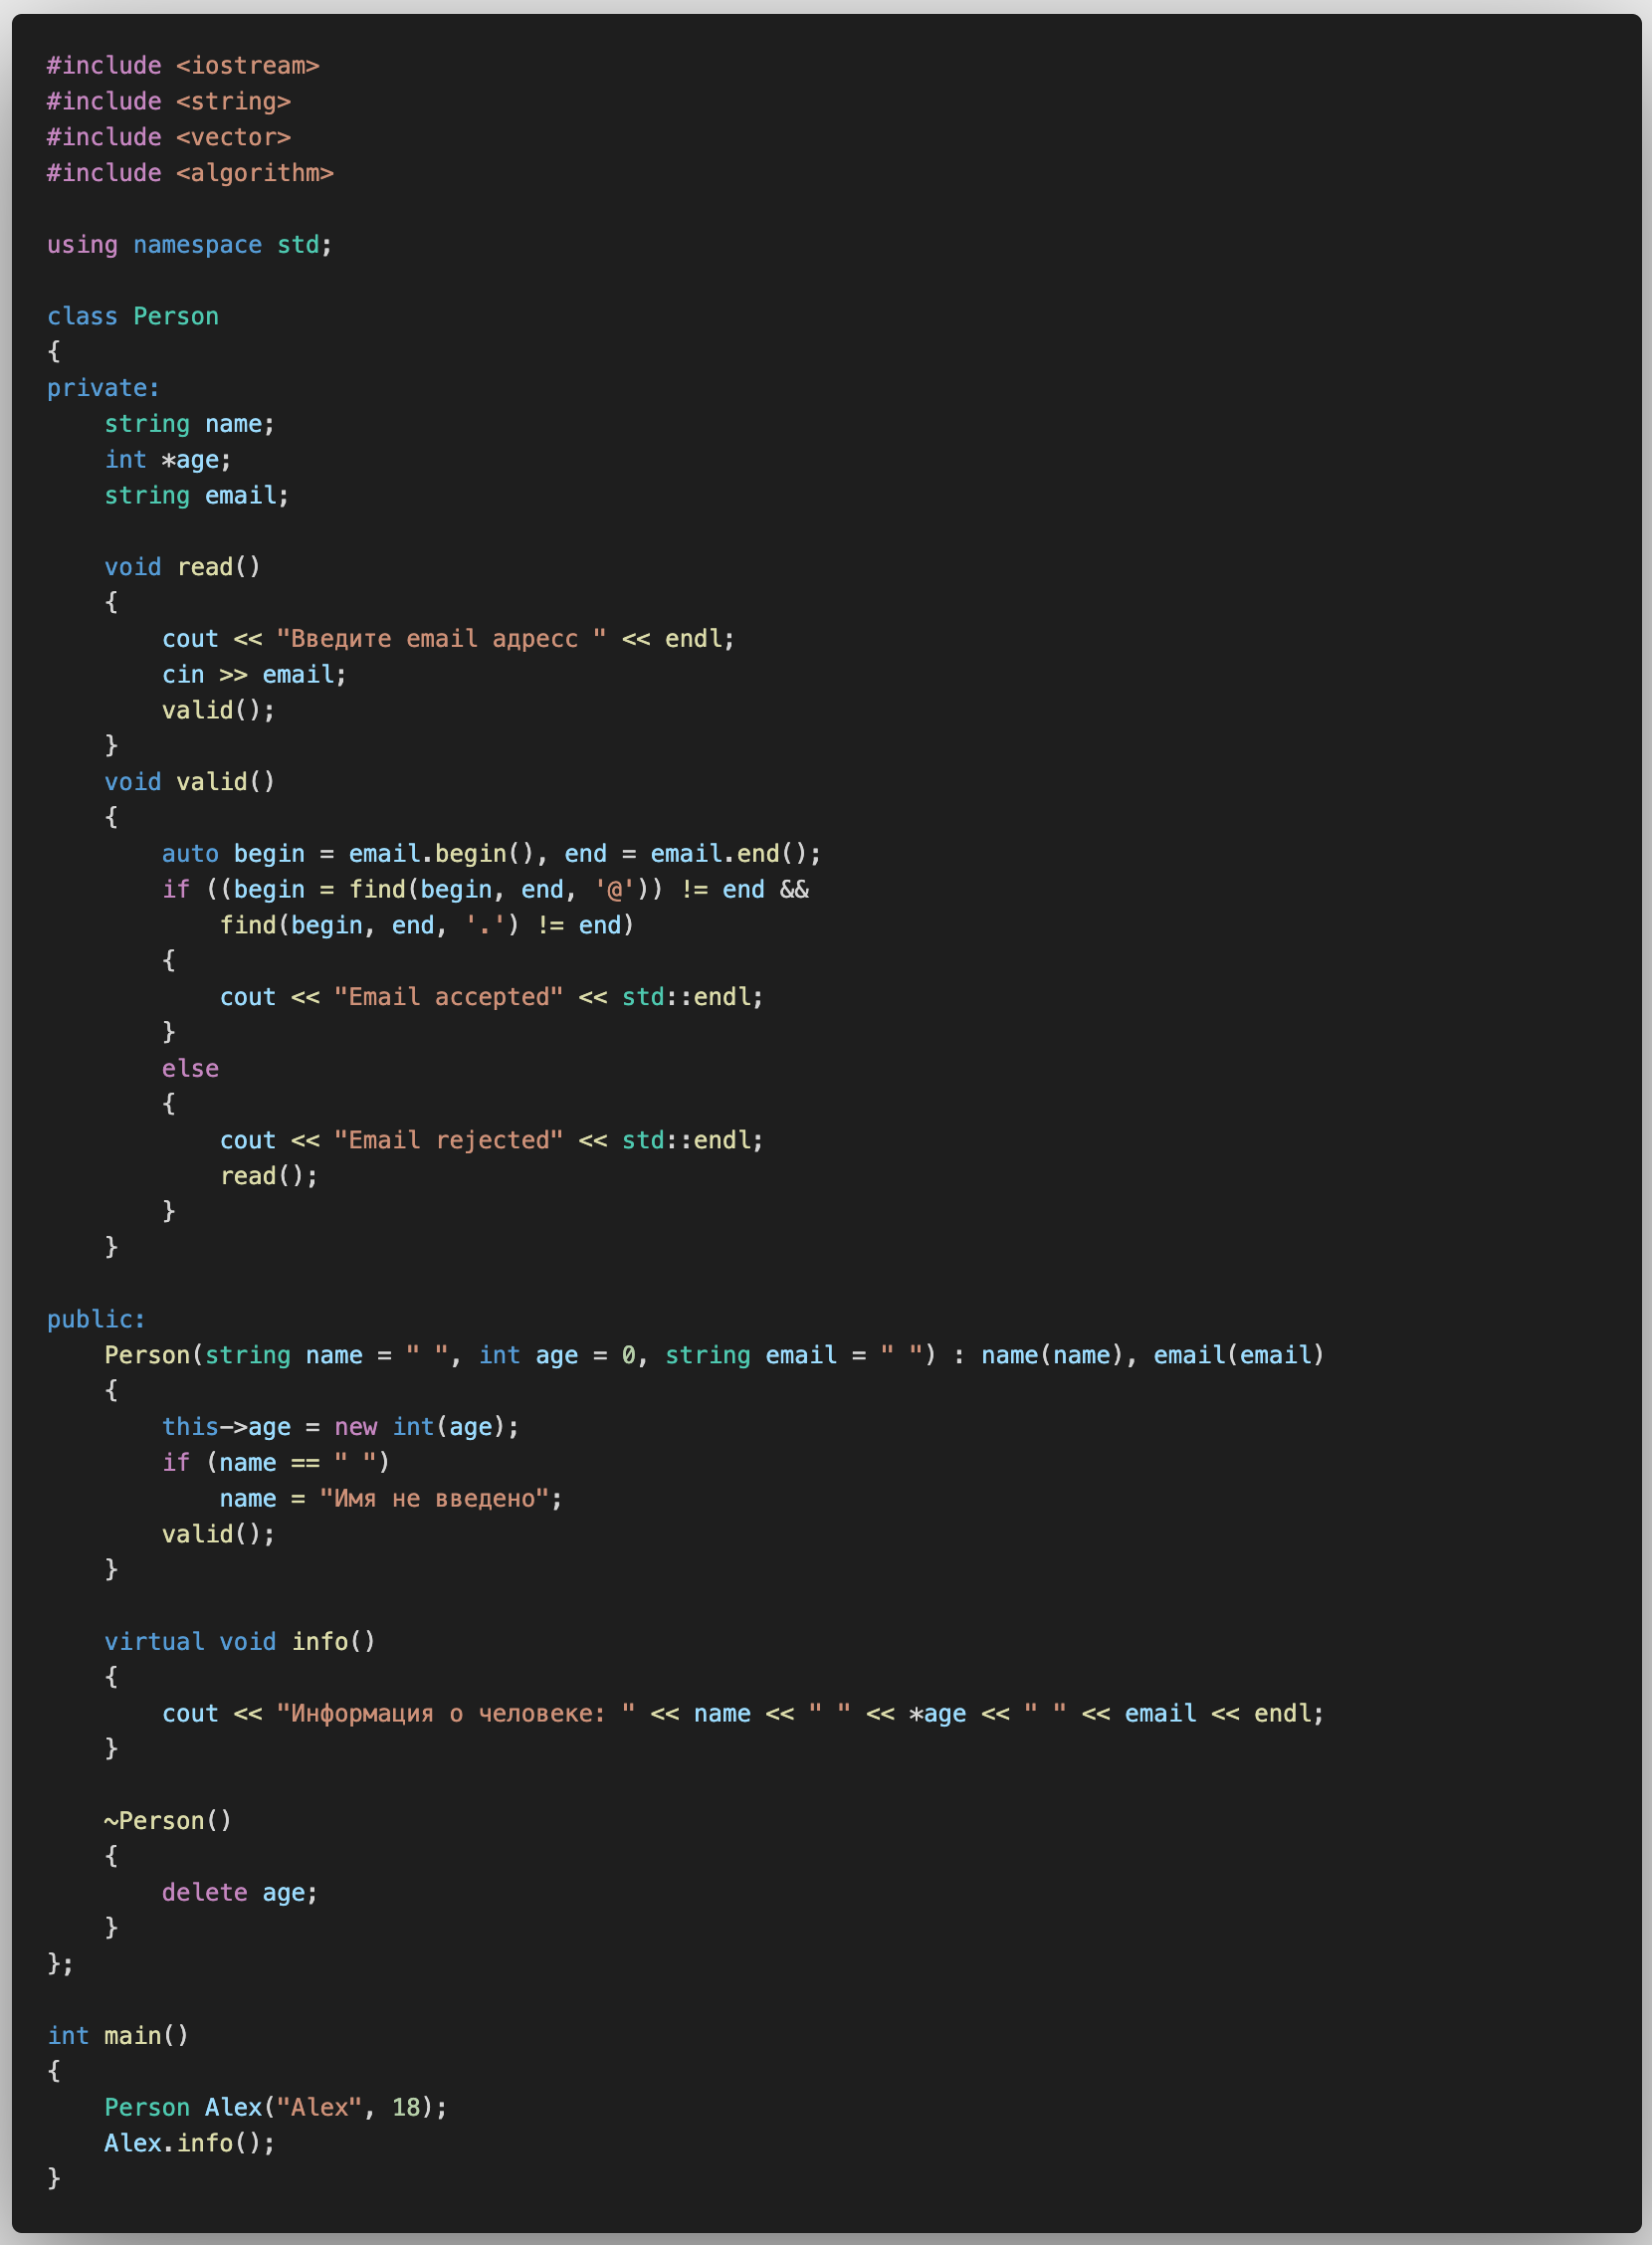 #include <iostream>
#include <string>
#include <vector>
#include <algorithm>

using namespace std;

class Person
{
private:
    string name;
    int *age;
    string email;

    void read()
    {
        cout << "Введите email адресс " << endl;
        cin >> email;
        valid();
    }
    void valid()
    {
        auto begin = email.begin(), end = email.end();
        if ((begin = find(begin, end, '@')) != end &&
            find(begin, end, '.') != end)
        {
            cout << "Email accepted" << std::endl;
        }
        else
        {
            cout << "Email rejected" << std::endl;
            read();
        }
    }

public:
    Person(string name = " ", int age = 0, string email = " ") : name(name), email(email)
    {
        this->age = new int(age);
        if (name == " ")
            name = "Имя не введено";
        valid();
    }

    virtual void info()
    {
        cout << "Информация о человеке: " << name << " " << *age << " " << email << endl;
    }

    ~Person()
    {
        delete age;
    }
};

int main()
{
    Person Alex("Alex", 18);
    Alex.info();
}